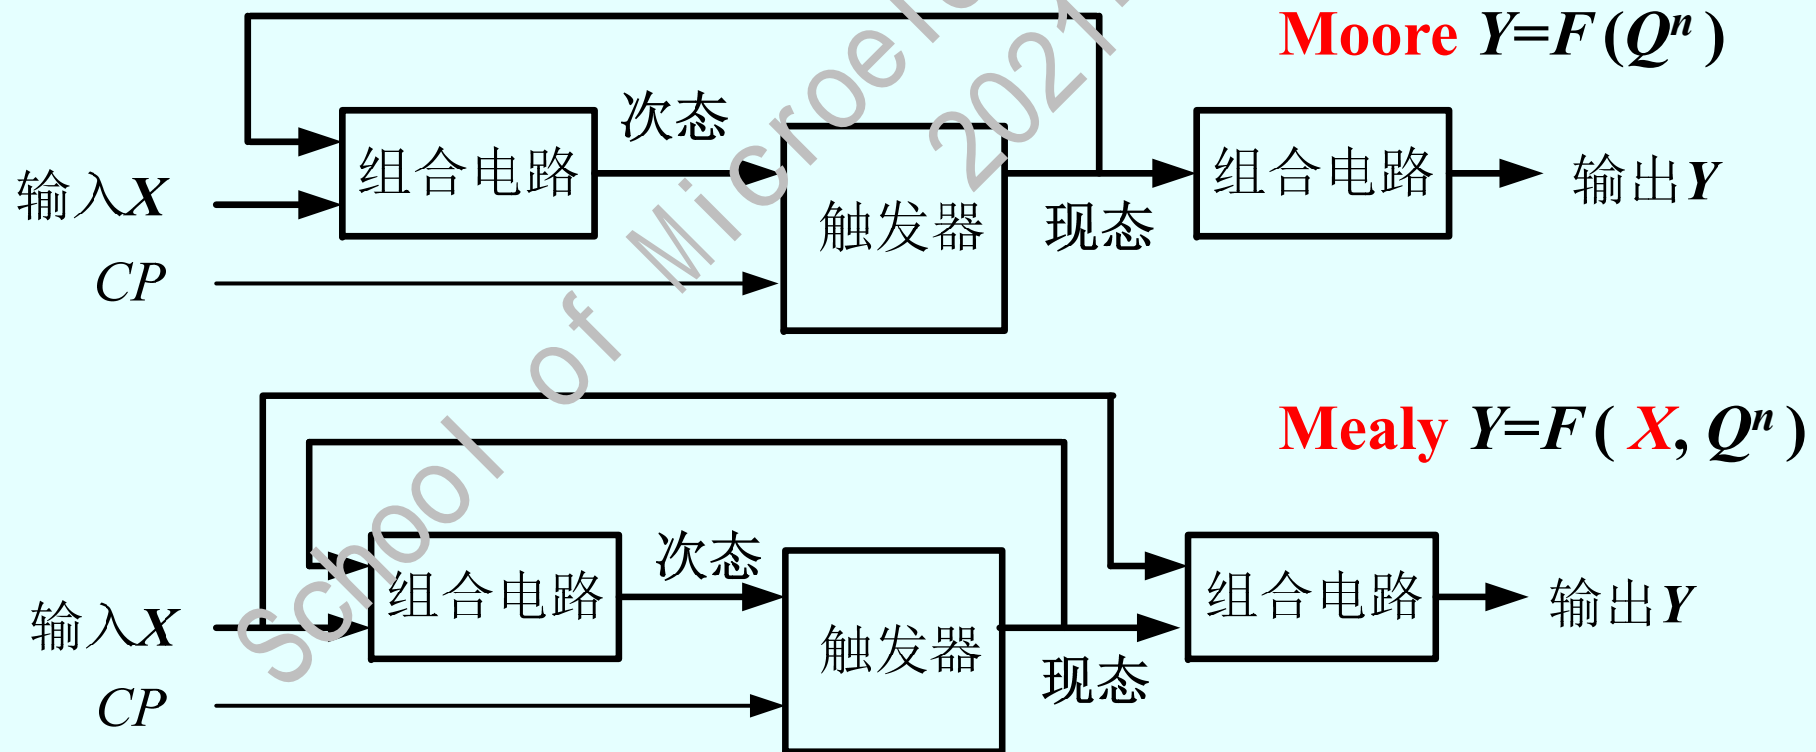 Moore Y=F(Qⁿ)
次态
组合电路
组合电路
输入X
输出Y
触发器
现态
CP
Mealy Y=F( X, Qⁿ)
次态
组合电路
组合电路
输入X
输出Y
触发器
现态
CP
School of Microel
2021